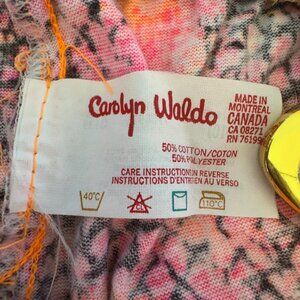 Carolyn Waldo
MADE IN
MONTREAL
CANADA
CA 08271
RN 76199
50% COTTON/COTON
50% POLYESTER
CARE INSTRUCTION IN REVERSE
INSTRUCTIONS D'ENTRETIEN AU VERSO
40°C
110°C